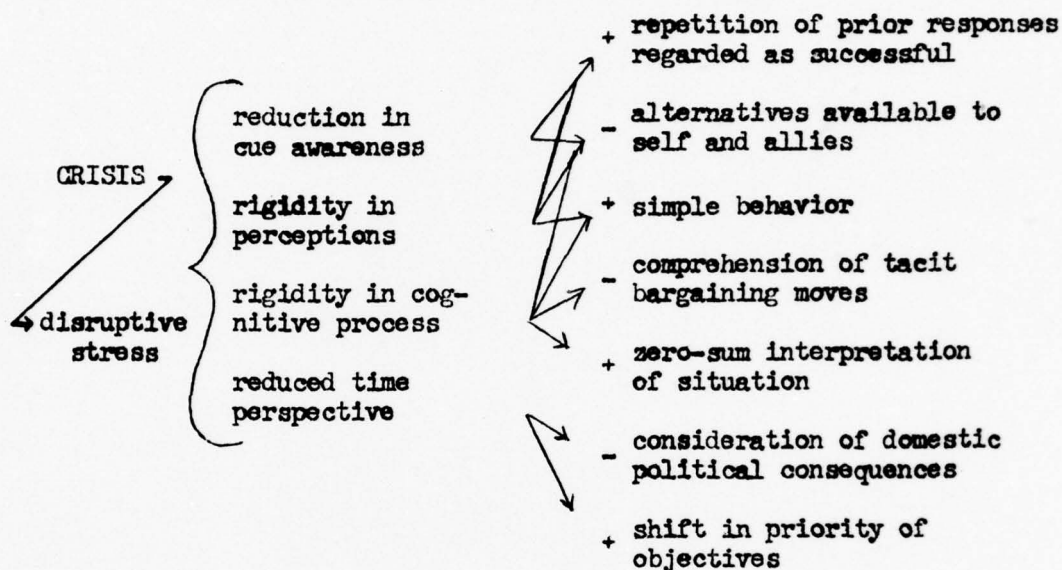 CRISIS
disruptive
stress
reduction in
cue awareness
rigidity in
perceptions
rigidity in cog-
nitive process
reduced time
perspective
+ repetition of prior responses
regarded as successful
- alternatives available to
self and allies
+ simple behavior
- comprehension of tacit
bargaining moves
+ zero-sum interpretation
of situation
- consideration of domestic
political consequences
+ shift in priority of
objectives